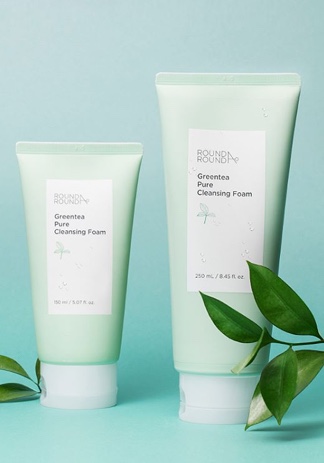 ROUND
ROUND
Greentea
Pure
Cleansing Foam
150 ml / 5.07 fl. oz
ROUND
ROUND
Greentea
Pure
Cleansing Foam
250 mL / 8.45 fl oz